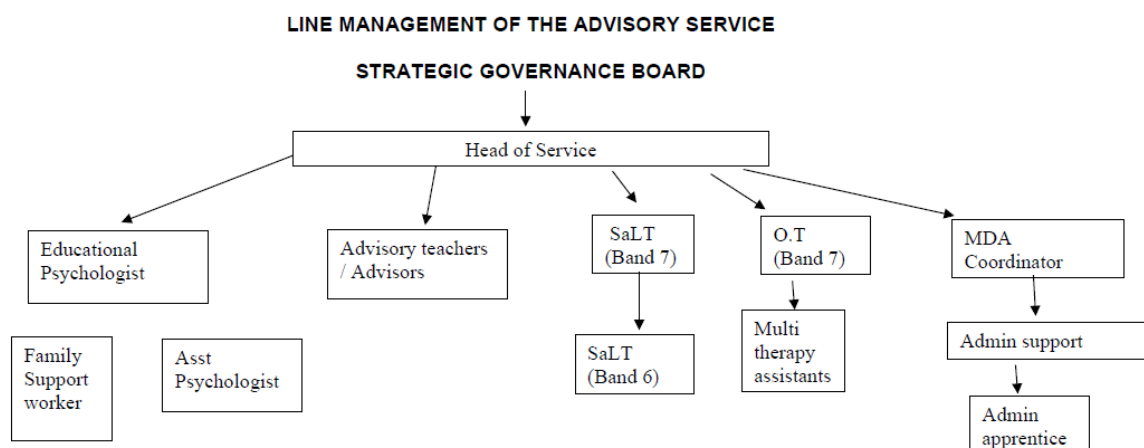 LINE MANAGEMENT OF THE ADVISORY SERVICE
STRATEGIC GOVERNANCE BOARD
Head of Service
Educational
Psychologist
Advisory teachers
/ Advisors
SaLT
(Band 7)
O.T
(Band 7)
MDA
Coordinator
Family
Support
worker
Asst
Psychologist
SaLT
(Band 6)
Multi
therapy
assistants
Admin support
Admin
apprentice